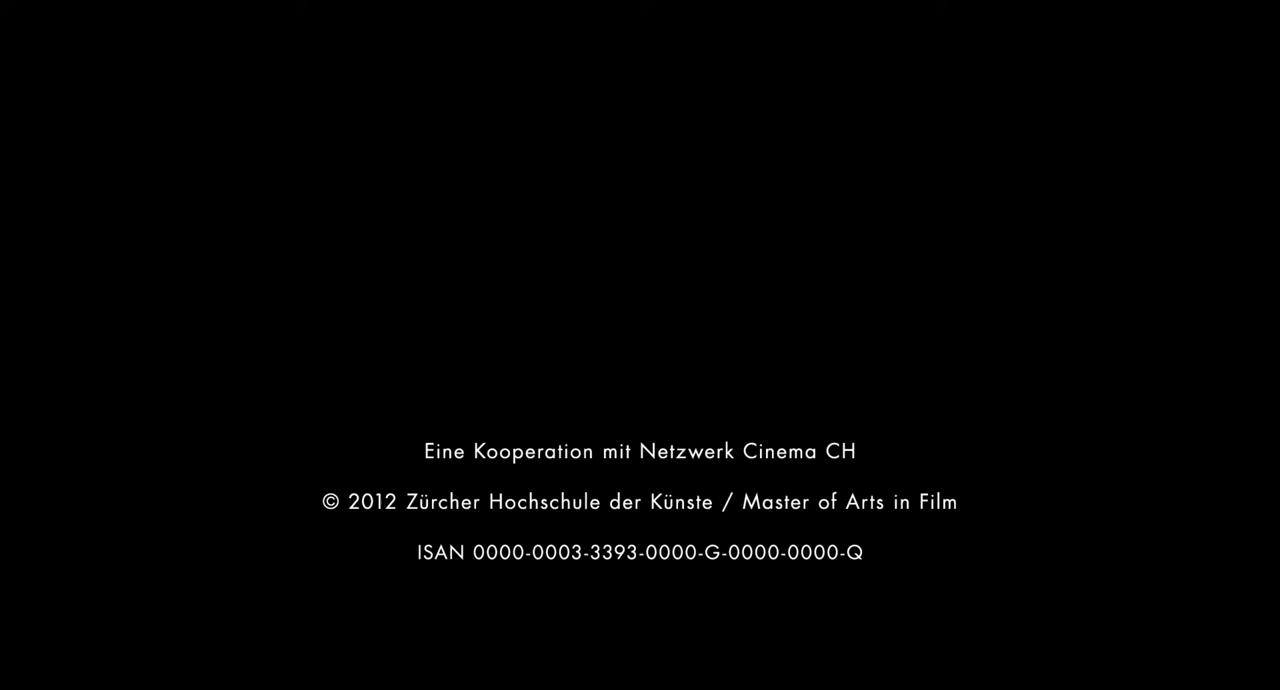 Eine Kooperation mit Netzwerk Cinema CH
© 2012 Zürcher Hochschule der Künste / Master of Arts in Film
ISAN 0000-0003-3393-0000-G-0000-0000-Q